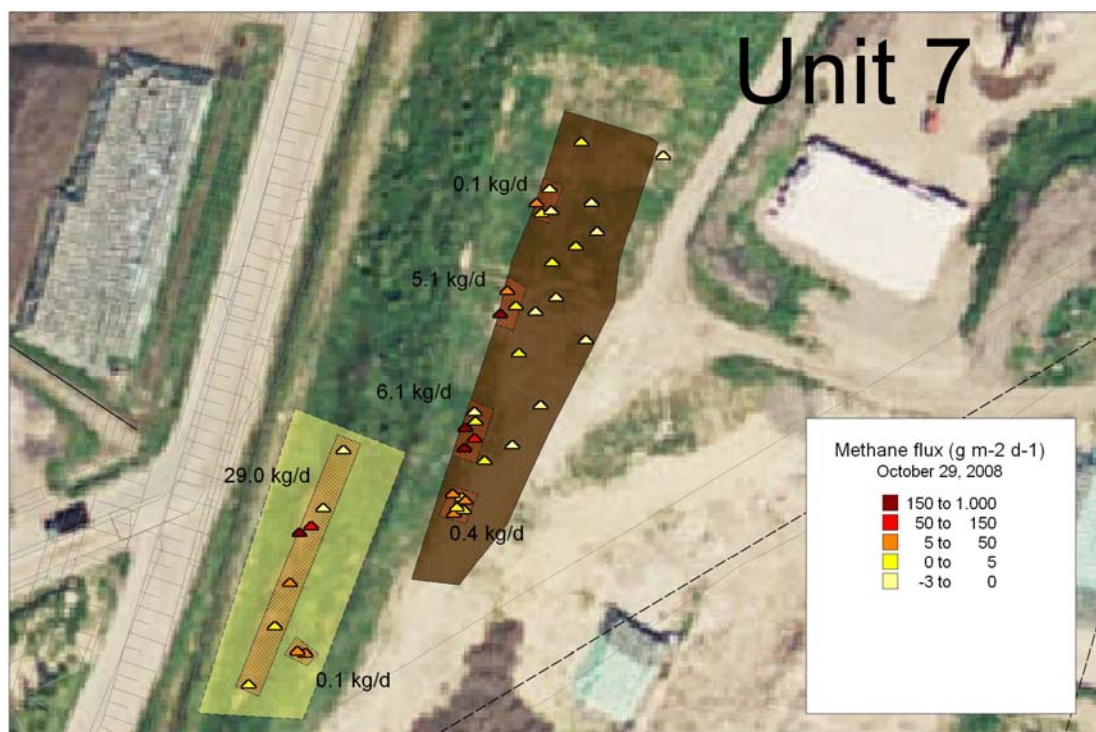 Unit 7
0.1 kg/d
5.1 kg/d
6.1 kg/d
29.0 kg/d
0.4 kg/d
0.1 kg/d
Methane flux (g m-2 d-1)
October 29, 2008
150 to 1.000
50 to 150
5 to 50
0 to 5
-3 to 0